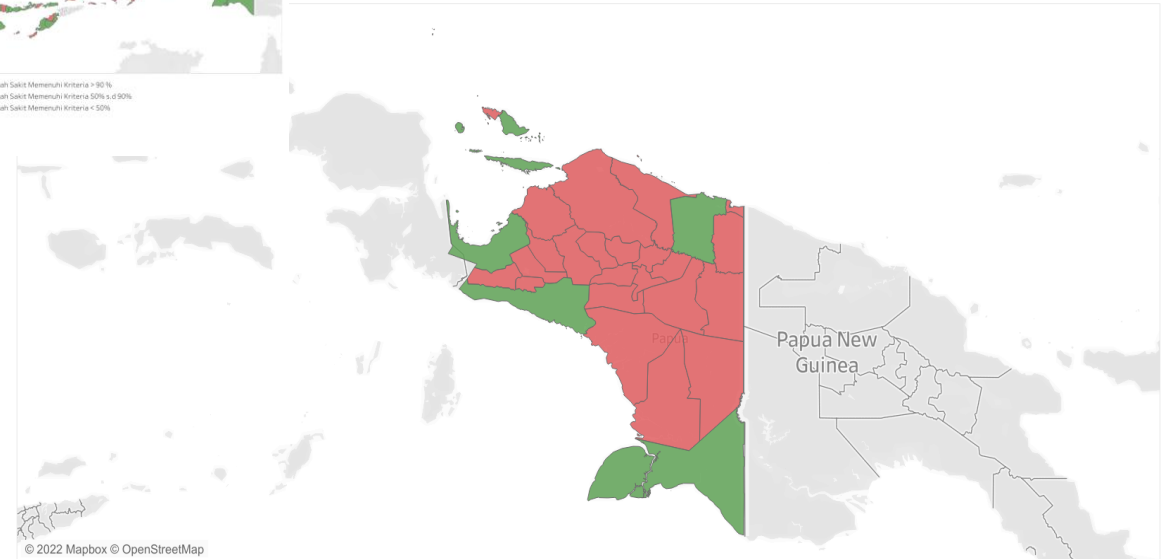 ah Sakit Memenuhi Kriteria > 90 %
ah Sakit Memenuhi Kriteria 50% s.d 90%
ah Sakit Memenuhi Kriteria < 50%
Papua
Papua New
Guinea
© 2022 Mapbox © OpenStreetMap